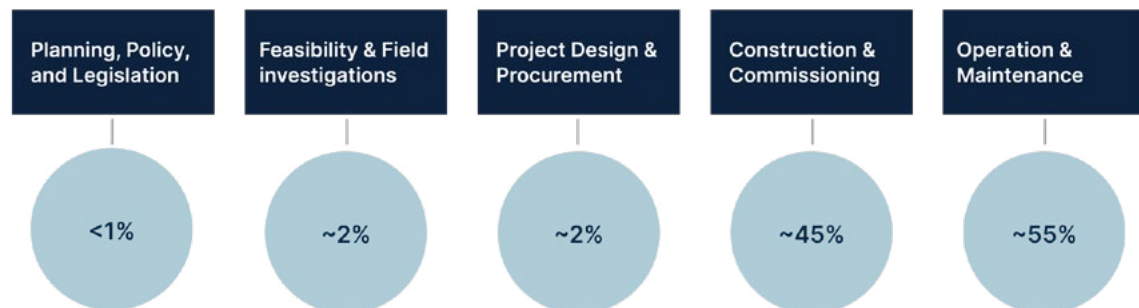 Planning, Policy,
and Legislation
Feasibility & Field
investigations
Project Design &
Procurement
Construction &
Commissioning
Operation &
Maintenance
<1%
~2%
~2%
~45%
~55%